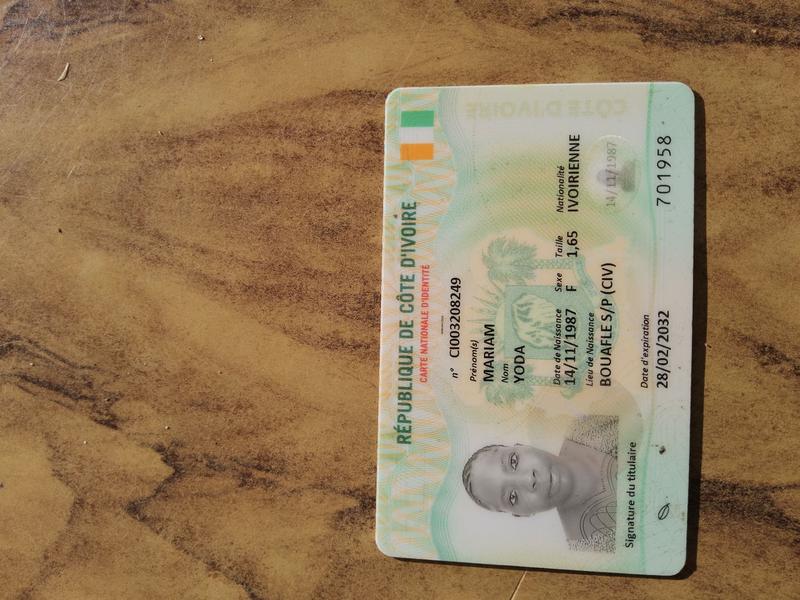 RÉPUBLIQUE DE CÔTE D'IVOIRE
CARTE NATIONALE D'IDENTITÉ
n° CI003208249
Prénom(s)
MARIAM
Nom
YODA
Date de Naissance Sexe Taille Nationalité
14/11/1987 F 1,65 IVOIRIENNE
Lieu de Naissance
BOUAFLE S/P (CIV)
14/11/1987
Date d'expiration
28/02/2032
701958
Signature du titulaire
CÔTE D'IVOIRE